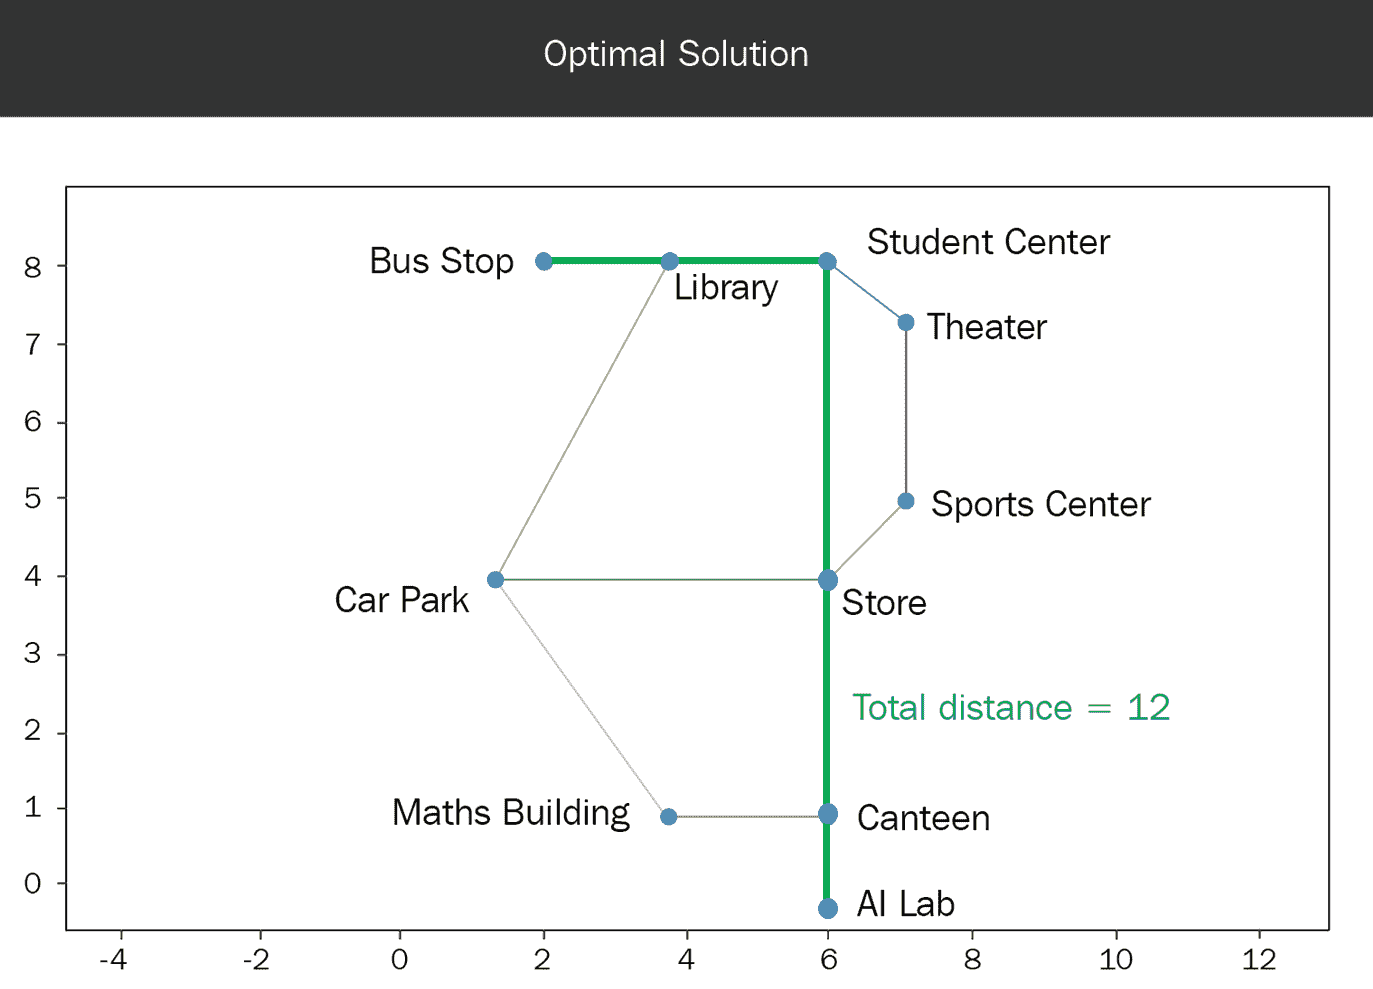 Optimal Solution
Student Center
Bus Stop
8
Library
Theater
7
6
5
Sports Center
4
Car Park
Store
3
Total distance = 12
2
1
Maths Building
Canteen
0
AI Lab
-4 -2 0 2 4 6 8 10 12